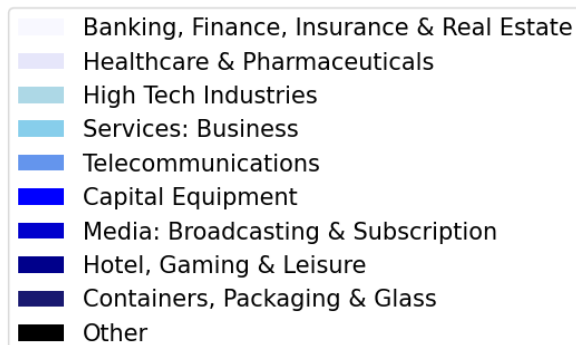 Banking, Finance, Insurance & Real Estate
Healthcare & Pharmaceuticals
High Tech Industries
Services: Business
Telecommunications
Capital Equipment
Media: Broadcasting & Subscription
Hotel, Gaming & Leisure
Containers, Packaging & Glass
Other